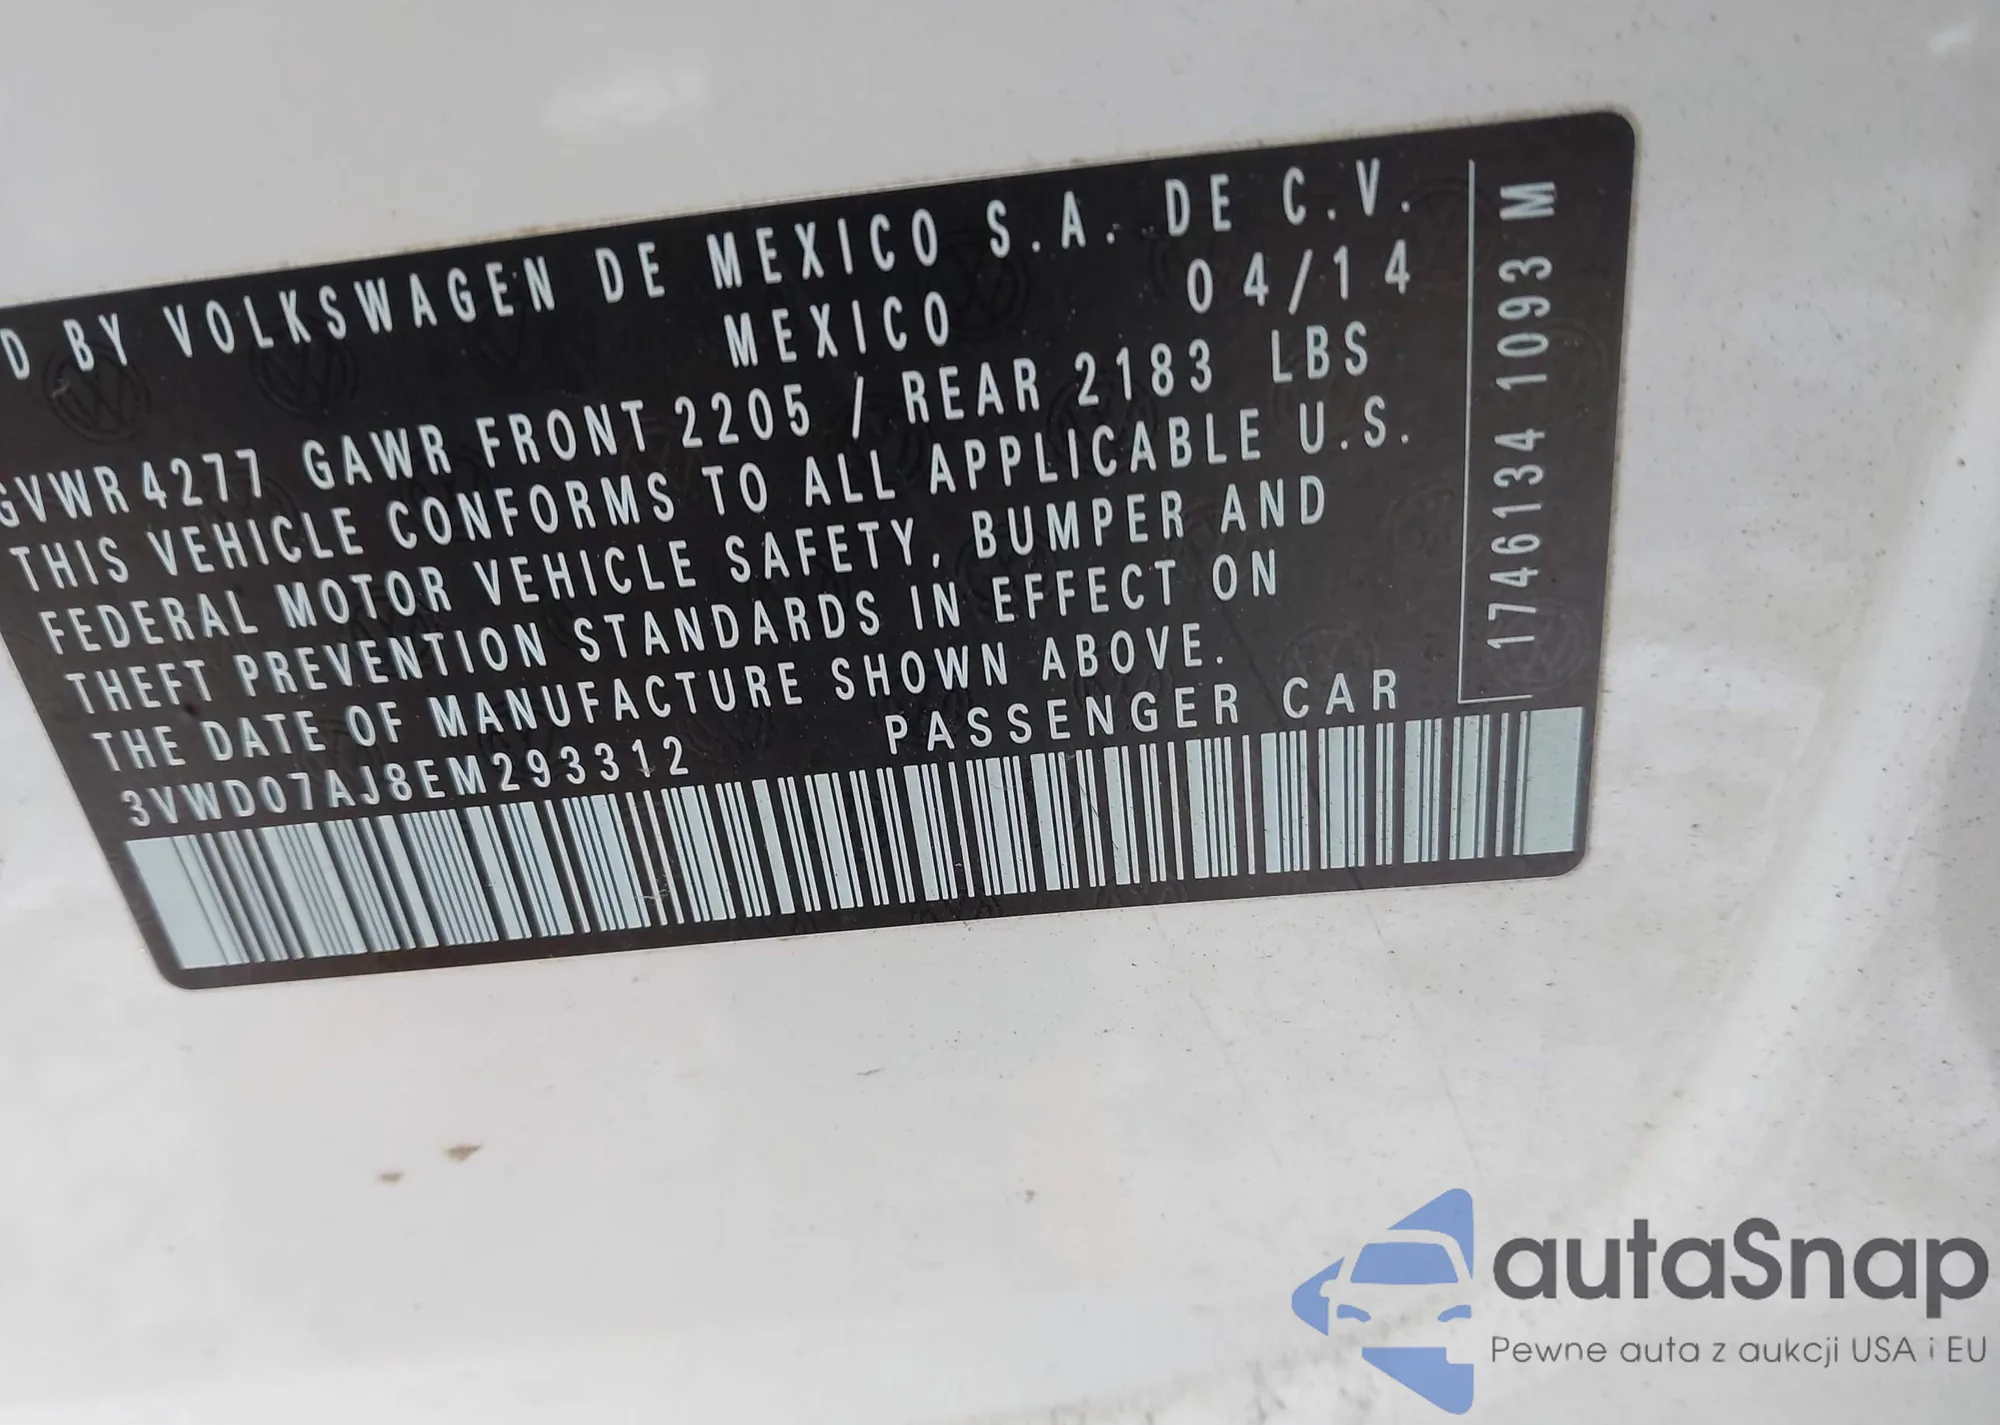 D BY VOLKSWAGEN DE MEXICO S.A. DE C.V.
MEXICO 04/14
GVWR 4277 GAWR FRONT 2205 / REAR 2183 LBS
THIS VEHICLE CONFORMS TO ALL APPLICABLE U.S.
FEDERAL MOTOR VEHICLE SAFETY, BUMPER AND
THEFT PREVENTION STANDARDS IN EFFECT ON
THE DATE OF MANUFACTURE SHOWN ABOVE.
3VWD07AJ8EM293312 PASSENGER CAR
1746134 1093 M
autaSnap
Pewne auta z aukcji USA i EU